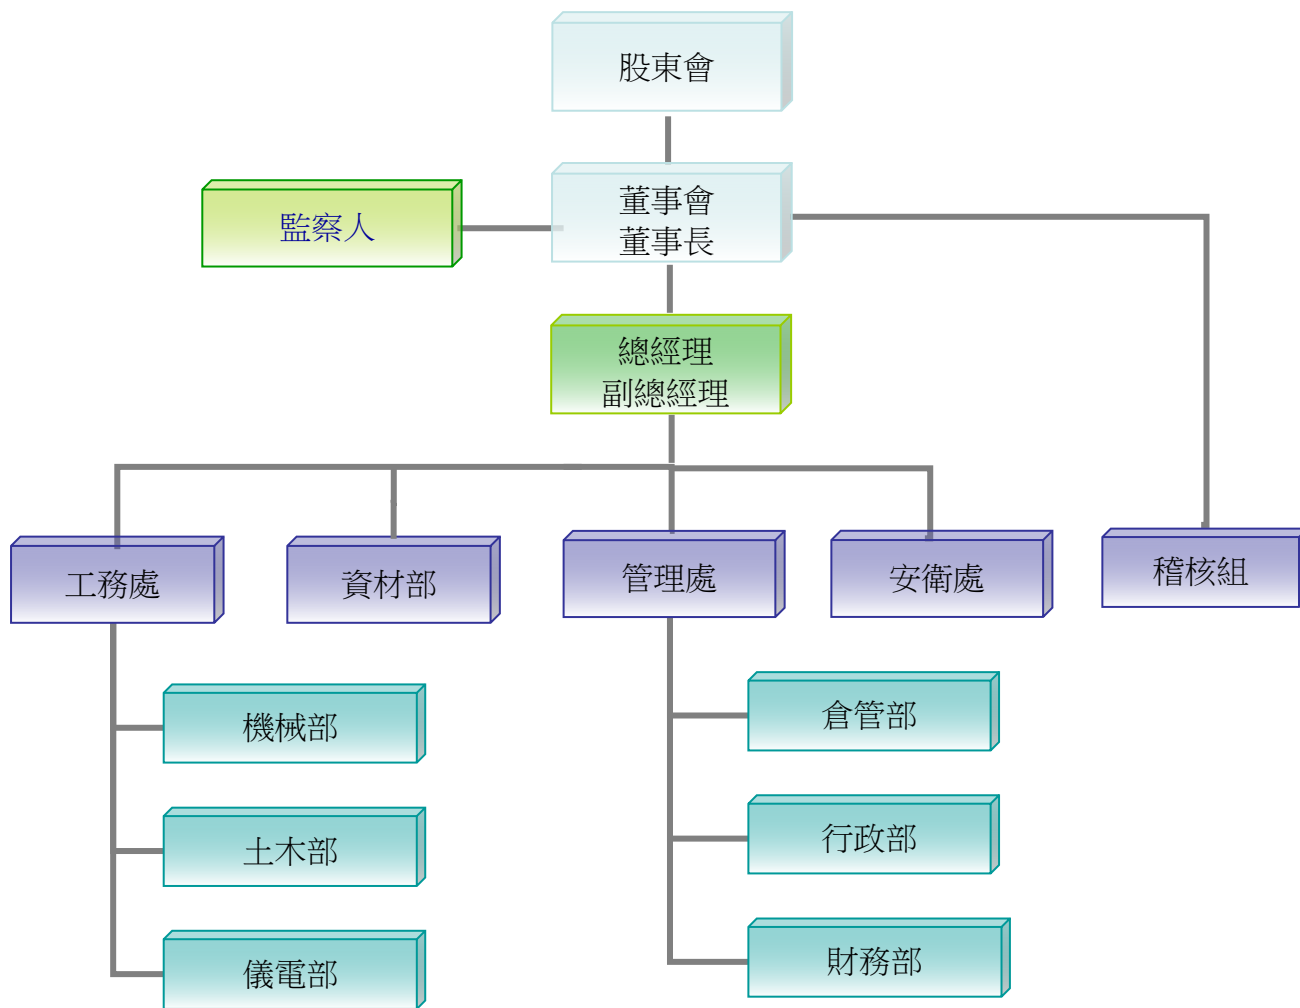 股東會
董事會
董事長
監察人
總經理
副總經理
工務處
資材部
管理處
安衛處
稽核組
機械部
土木部
儀電部
倉管部
行政部
財務部